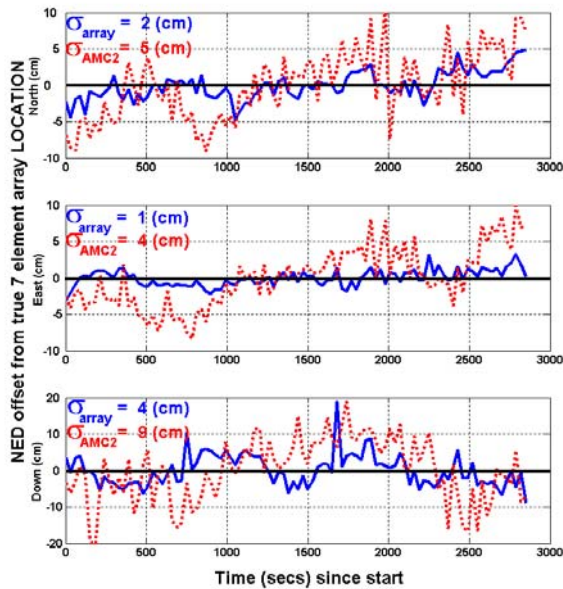 NED offset from true 7 element array LOCATION
North (cm)
σarray = 2 (cm)
σAMC2 = 5 (cm)
10
5
0
-5
-10
0 500 1000 1500 2000 2500 3000
East (cm)
σarray = 1 (cm)
σAMC2 = 4 (cm)
10
5
0
-5
-10
0 500 1000 1500 2000 2500 3000
Down (cm)
σarray = 4 (cm)
σAMC2 = 9 (cm)
20
10
0
-10
-20
0 500 1000 1500 2000 2500 3000
Time (secs) since start